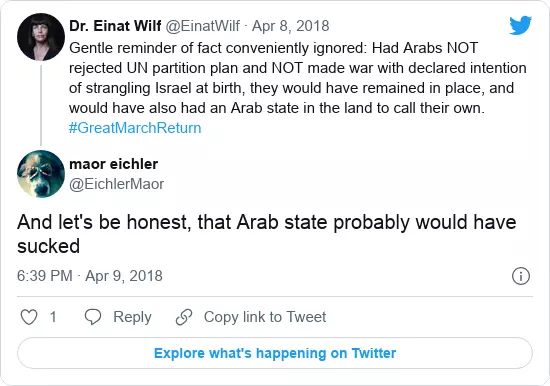 Dr. Einat Wilf @EinatWilf · Apr 8, 2018
Gentle reminder of fact conveniently ignored: Had Arabs NOT
rejected UN partition plan and NOT made war with declared intention
of strangling Israel at birth, they would have remained in place, and
would have also had an Arab state in the land to call their own.
#GreatMarchReturn
maor eichler
@EichlerMaor
And let's be honest, that Arab state probably would have
sucked
6:39 PM · Apr 9, 2018
1 Reply Copy link to Tweet
Explore what's happening on Twitter